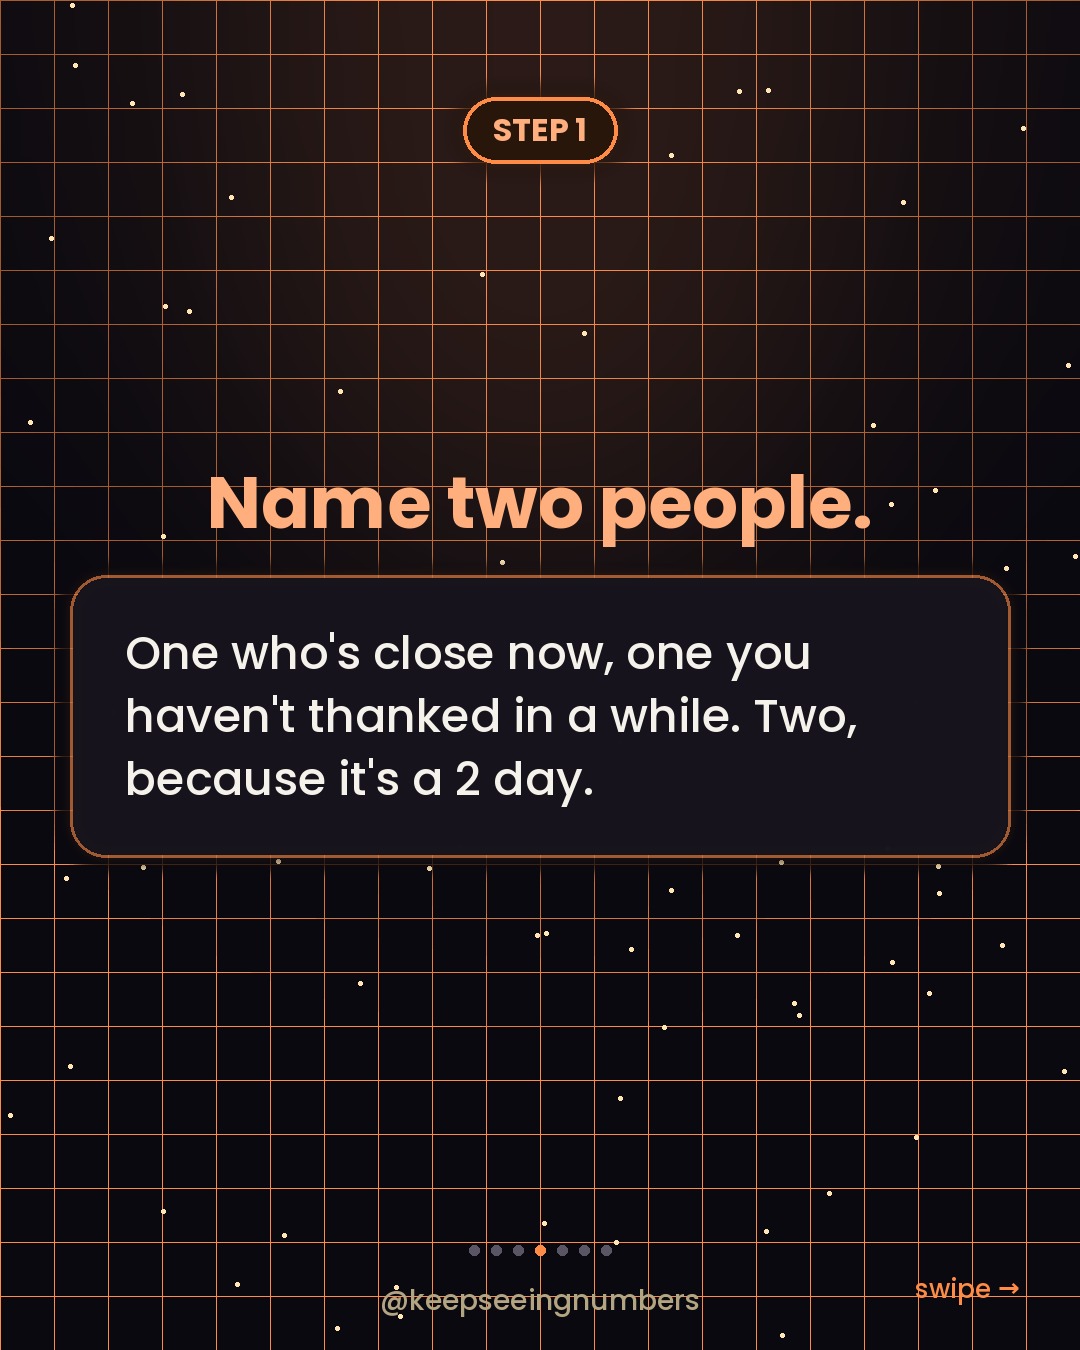 STEP 1
Name two people.
One who's close now, one you
haven't thanked in a while. Two,
because it's a 2 day.
@keepseeingnumbers
swipe →